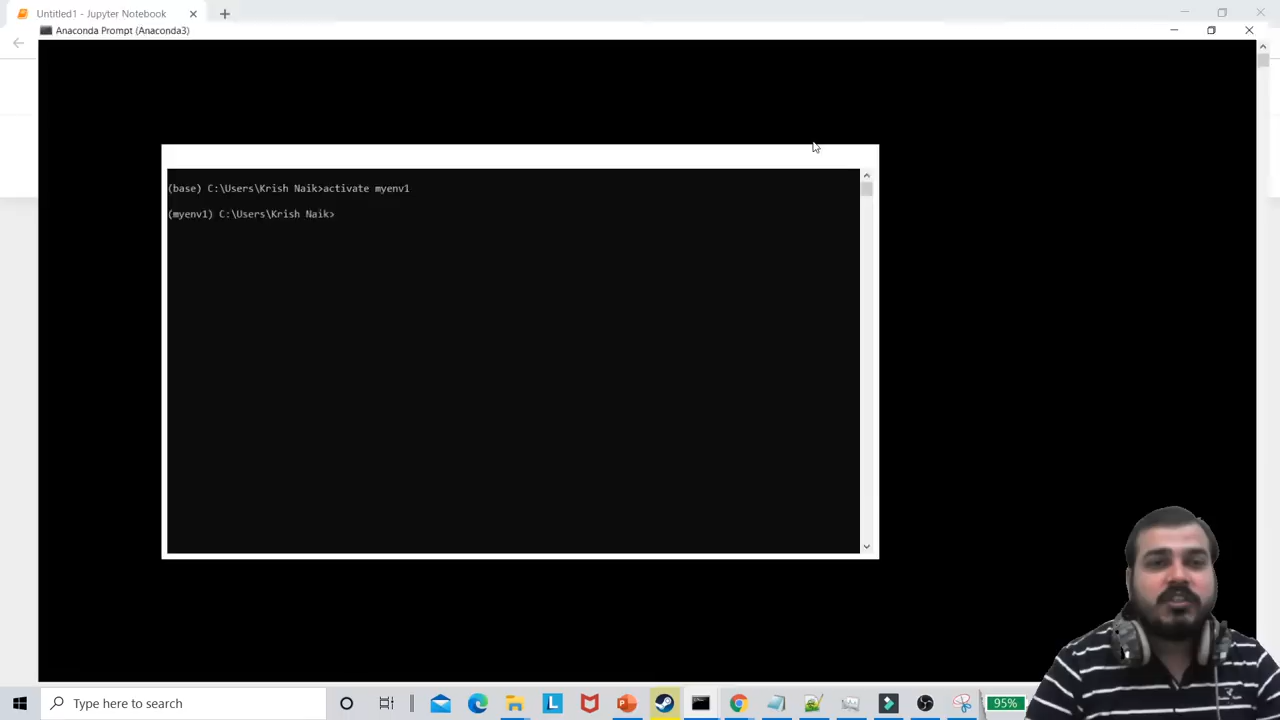 Untitled1 - Jupyter Notebook
Anaconda Prompt (Anaconda3)
(base) C:\Users\Krish Naik>activate myenv1
(myenv1) C:\Users\Krish Naik>
Type here to search
L
95%